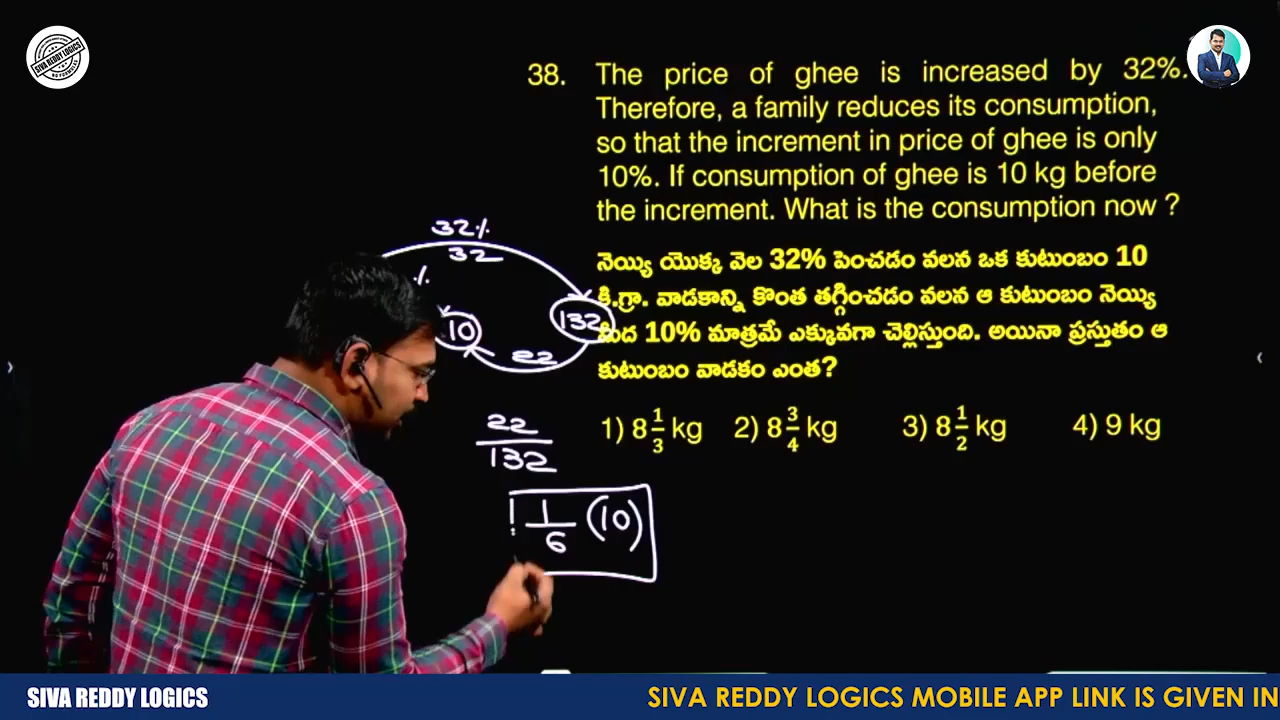 SIVA REDDY LOGICS
38. The price of ghee is increased by 32%.
Therefore, a family reduces its consumption,
so that the increment in price of ghee is only
10%. If consumption of ghee is 10 kg before
the increment. What is the consumption now ?
నెయ్యి యొక్క వెల 32% పెంచడం వలన ఒక కుటుంబం 10
కి.గ్రా. వాడకాన్ని కొంత తగ్గించడం వలన ఆ కుటుంబం నెయ్యి
మీద 10% మాత్రమే ఎక్కువగా చెల్లిస్తుంది. అయినా ప్రస్తుతం ఆ
కుటుంబం వాడకం ఎంత?
1) 8 1/3 kg 2) 8 3/4 kg 3) 8 1/2 kg 4) 9 kg
32%
32
%
10
132
22
22/132
1/6 (10)
SIVA REDDY LOGICS
SIVA REDDY LOGICS MOBILE APP LINK IS GIVEN IN